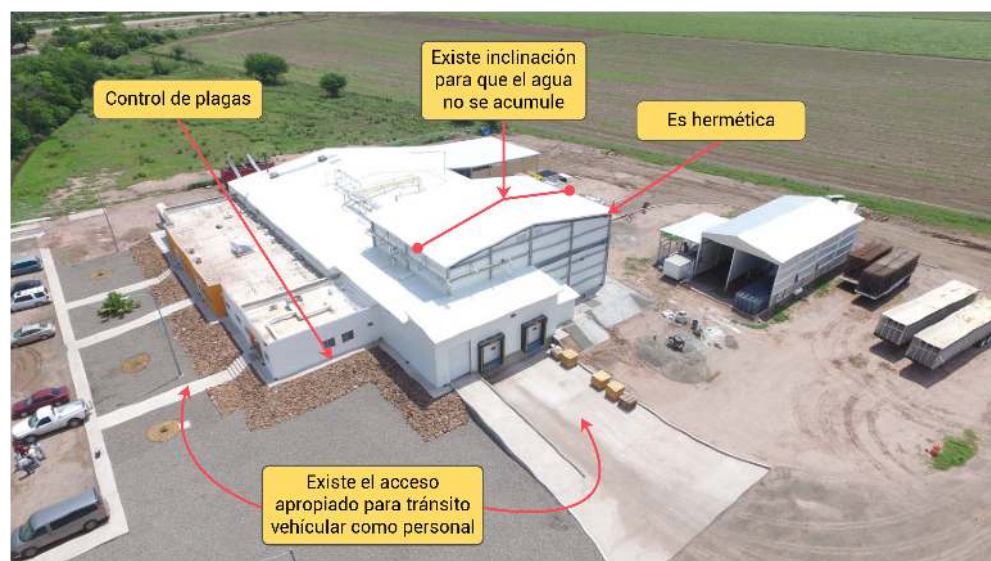 Existe inclinación
para que el agua
no se acumule
Control de plagas
Es hermética
Existe el acceso
apropiado para tránsito
vehícular como personal